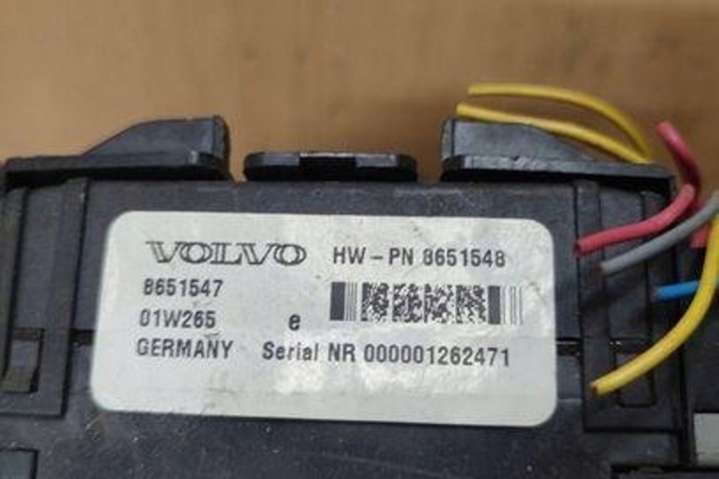 VOLVO HW-PN 8651548
8651547
01W265 e
GERMANY Serial NR 000001262471